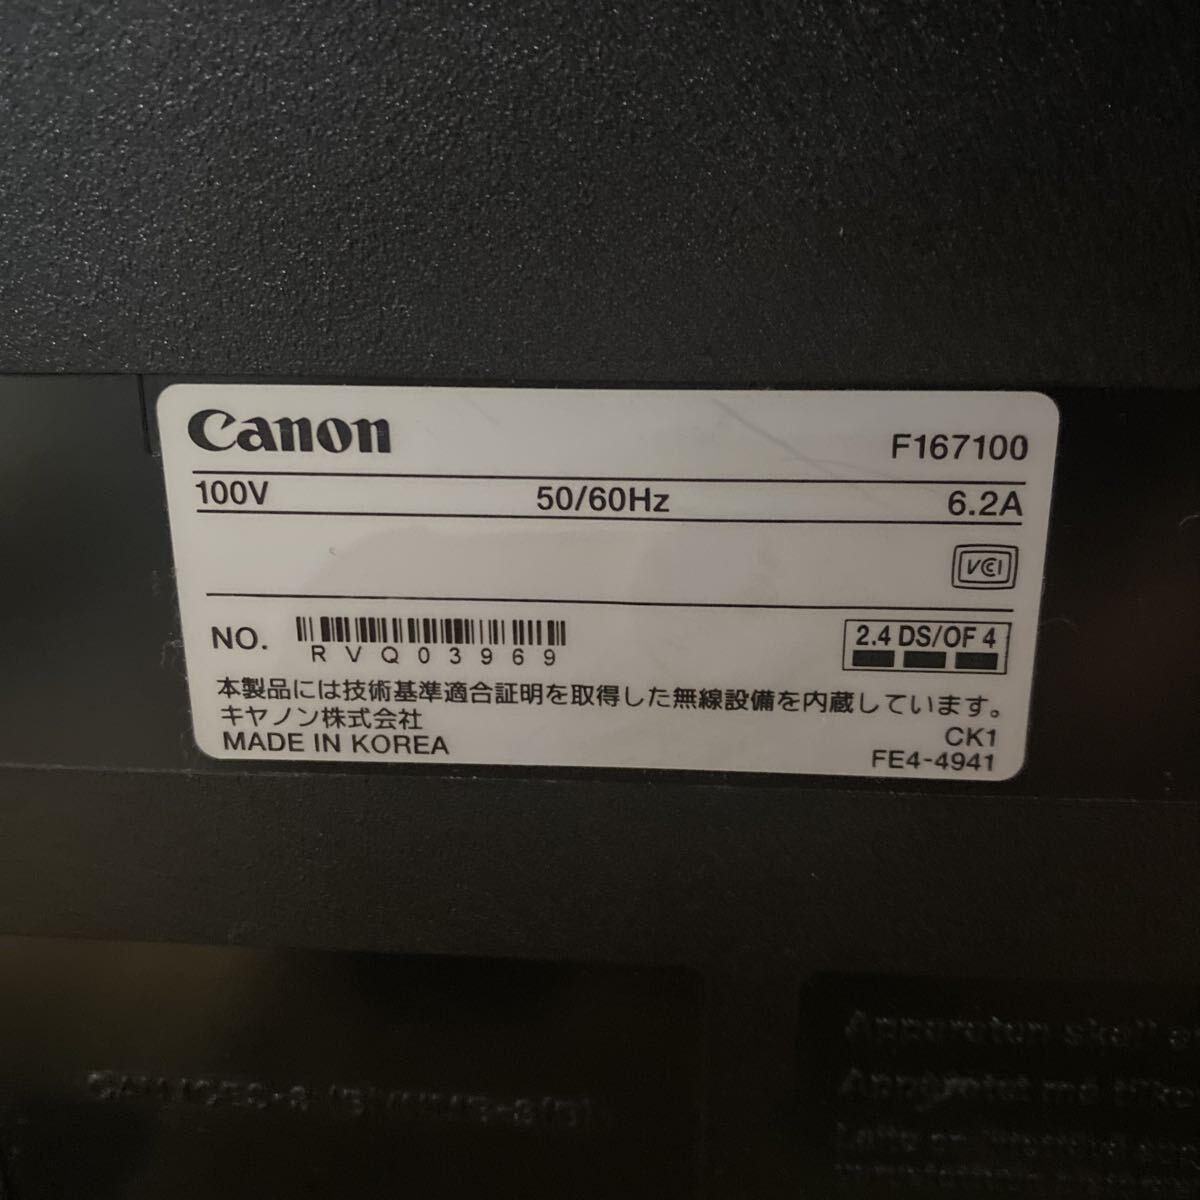 Canon
F167100
100V 50/60Hz 6.2A
VCI
NO. RVQ03969
2.4 DS/OF 4
本製品には技術基準適合証明を取得した無線設備を内蔵しています。
キヤノン株式会社
CK1
MADE IN KOREA
FE4-4941
Apparaten skall